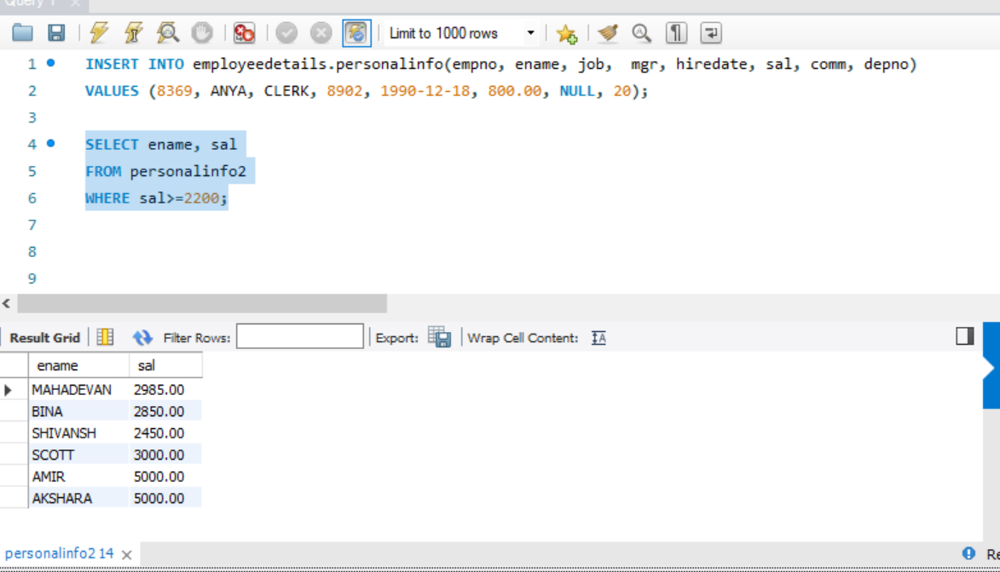 Query 1
Limit to 1000 rows
1 INSERT INTO employeedetails.personalinfo(empno, ename, job,  mgr, hiredate, sal, comm, depno)
2 VALUES (8369, ANYA, CLERK, 8902, 1990-12-18, 800.00, NULL, 20);
3
4 SELECT ename, sal
5 FROM personalinfo2
6 WHERE sal>=2200;
7
8
9
Result Grid Filter Rows: Export: Wrap Cell Content:
ename sal
MAHADEVAN 2985.00
BINA 2850.00
SHIVANSH 2450.00
SCOTT 3000.00
AMIR 5000.00
AKSHARA 5000.00
personalinfo2 14